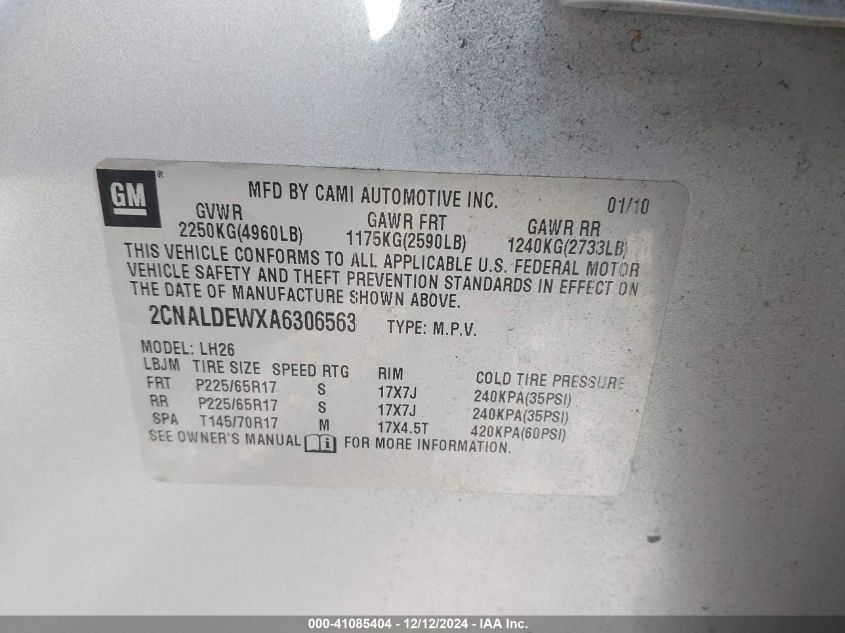 GM®
MFD BY CAMI AUTOMOTIVE INC. 01/10
GVWR GAWR FRT GAWR RR
2250KG(4960LB) 1175KG(2590LB) 1240KG(2733LB)
THIS VEHICLE CONFORMS TO ALL APPLICABLE U.S. FEDERAL MOTOR
VEHICLE SAFETY AND THEFT PREVENTION STANDARDS IN EFFECT ON
THE DATE OF MANUFACTURE SHOWN ABOVE.
2CNALDEWXA6306563 TYPE: M.P.V.
MODEL: LH26
LBJM TIRE SIZE SPEED RTG RIM COLD TIRE PRESSURE
FRT P225/65R17 S 17X7J 240KPA(35PSI)
RR P225/65R17 S 17X7J 240KPA(35PSI)
SPA T145/70R17 M 17X4.5T 420KPA(60PSI)
SEE OWNER'S MANUAL FOR MORE INFORMATION.
000-41085404 - 12/12/2024 - IAA Inc.